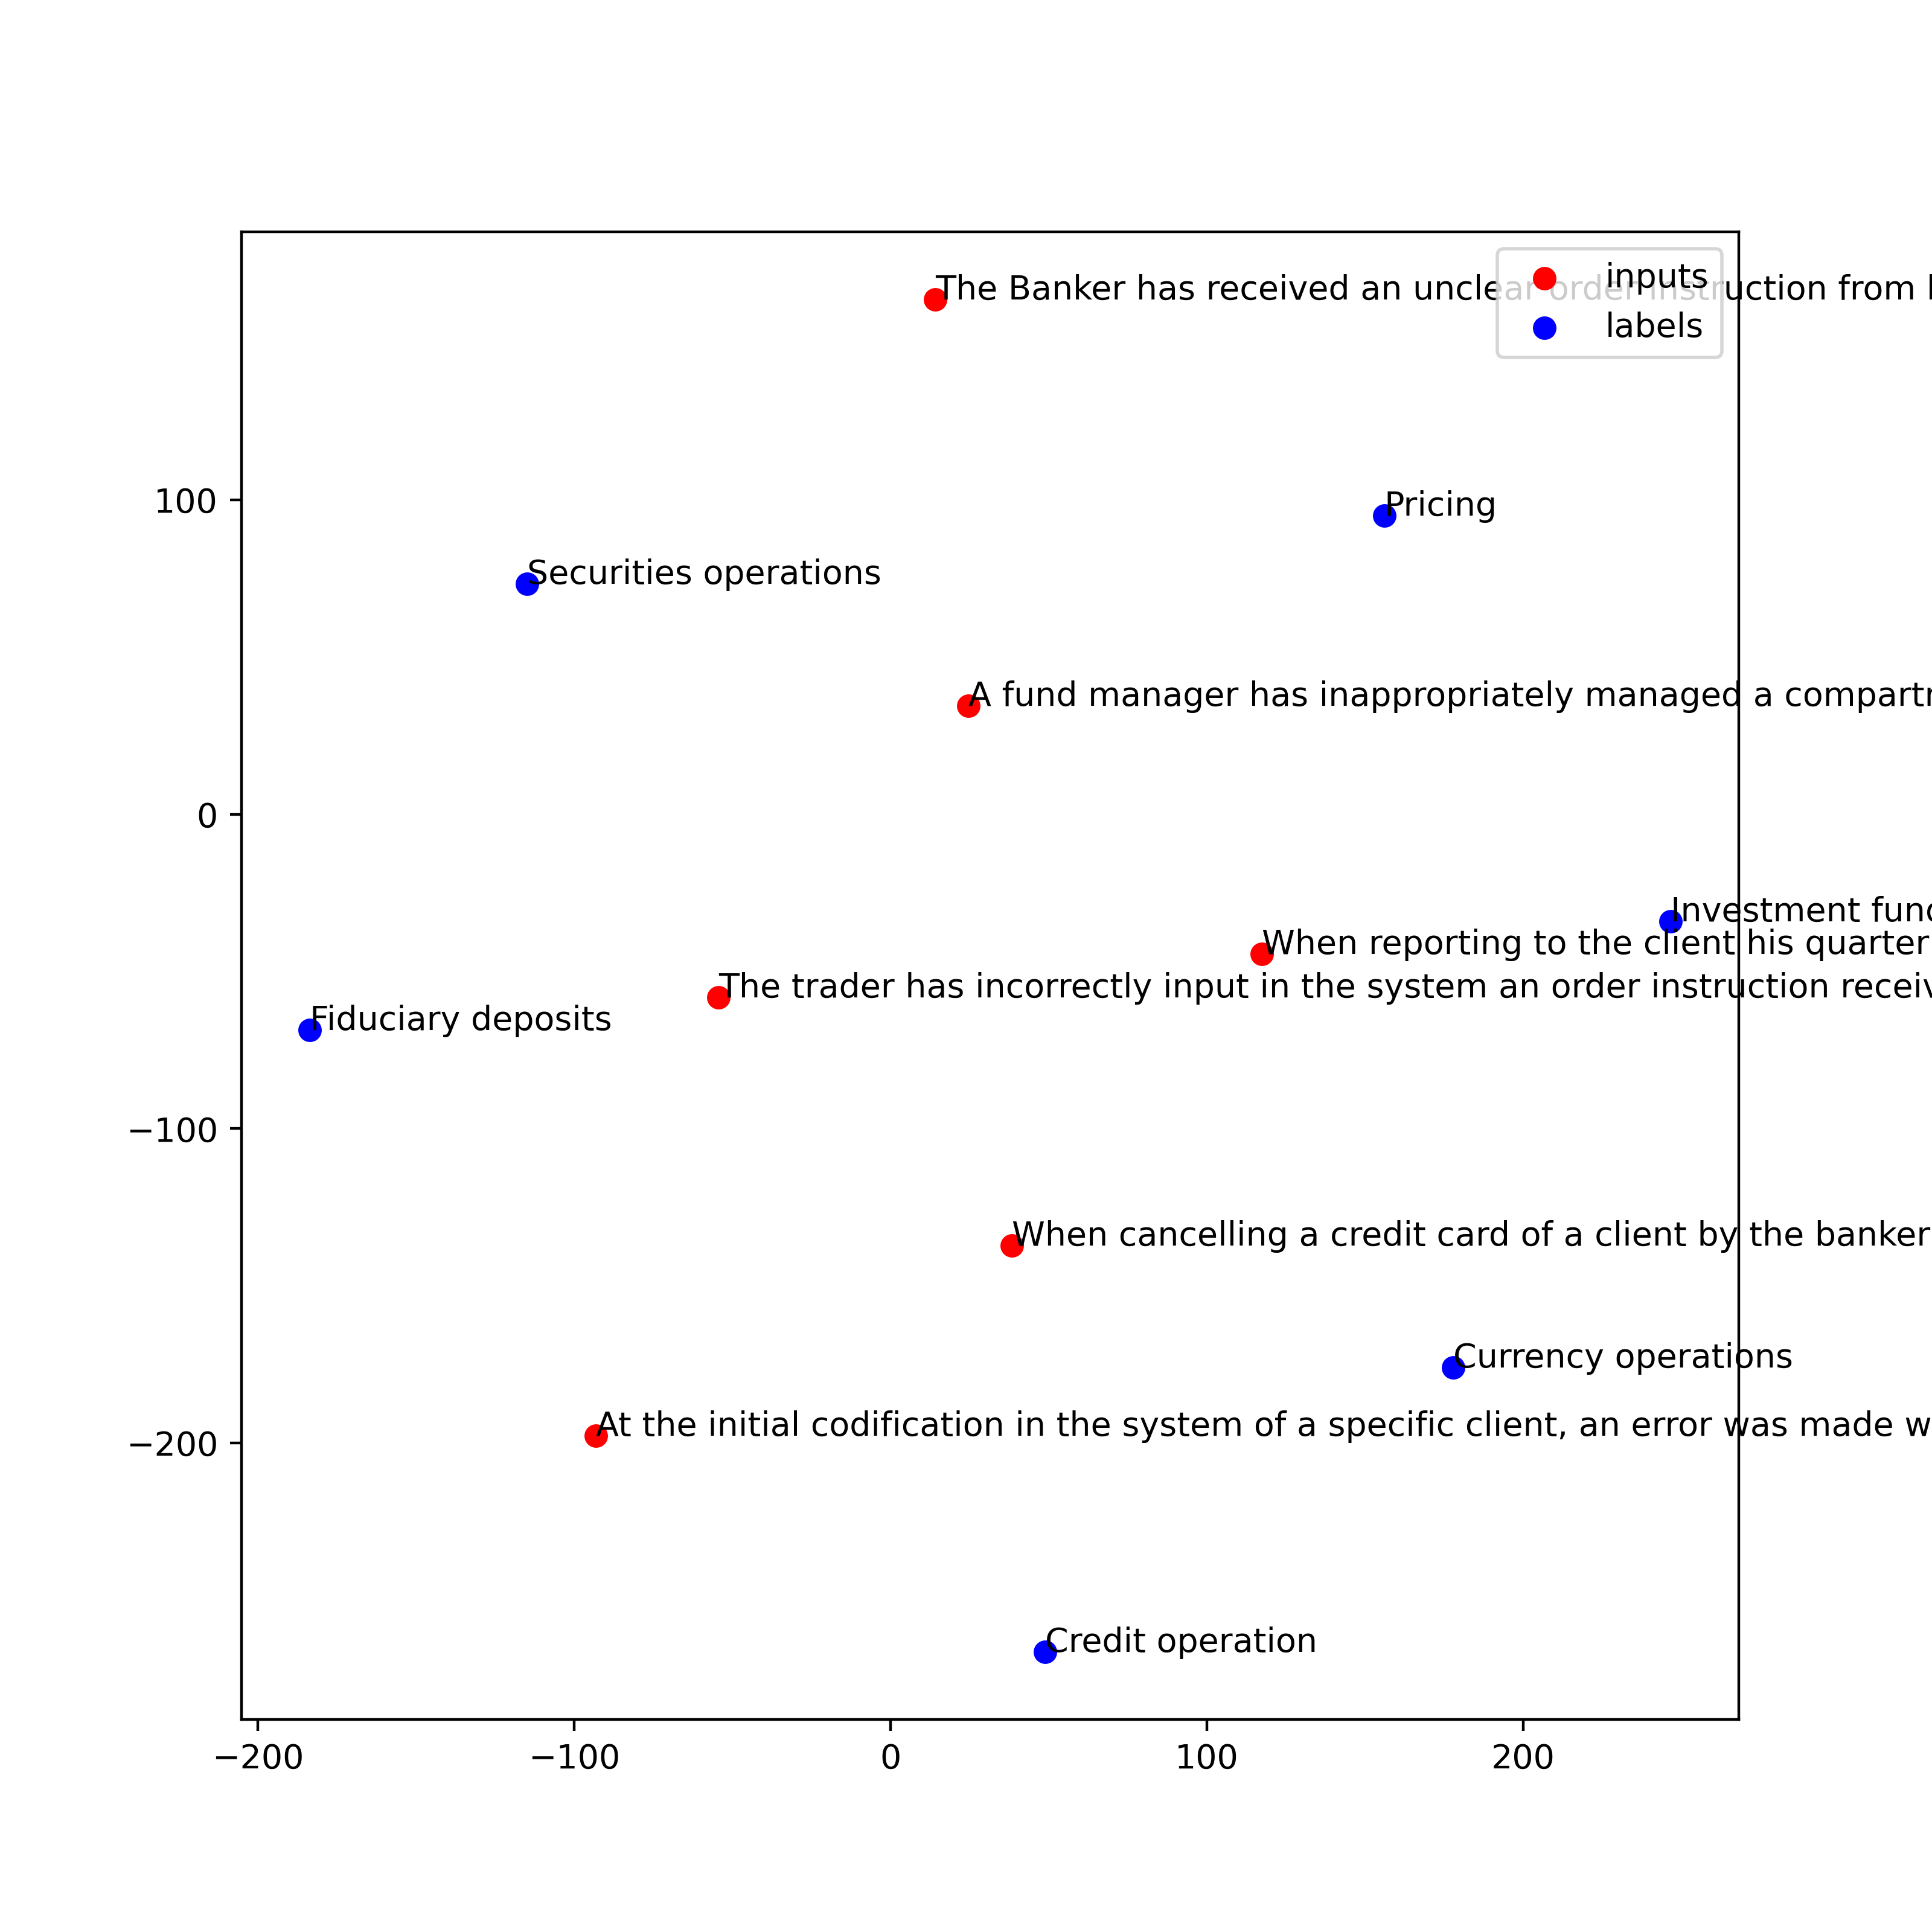 The Banker has received an unclear order instruction from
inputs
labels
100
Pricing
Securities operations
A fund manager has inappropriately managed a
0
Investment
When reporting to the client his quarter
The trader has incorrectly input in the system an order instruction
Fiduciary deposits
−100
When cancelling a credit card of a client by the banker
Currency operations
At the initial codification in the system of a specific client, an error was made
−200
Credit operation
−200
−100
0
100
200